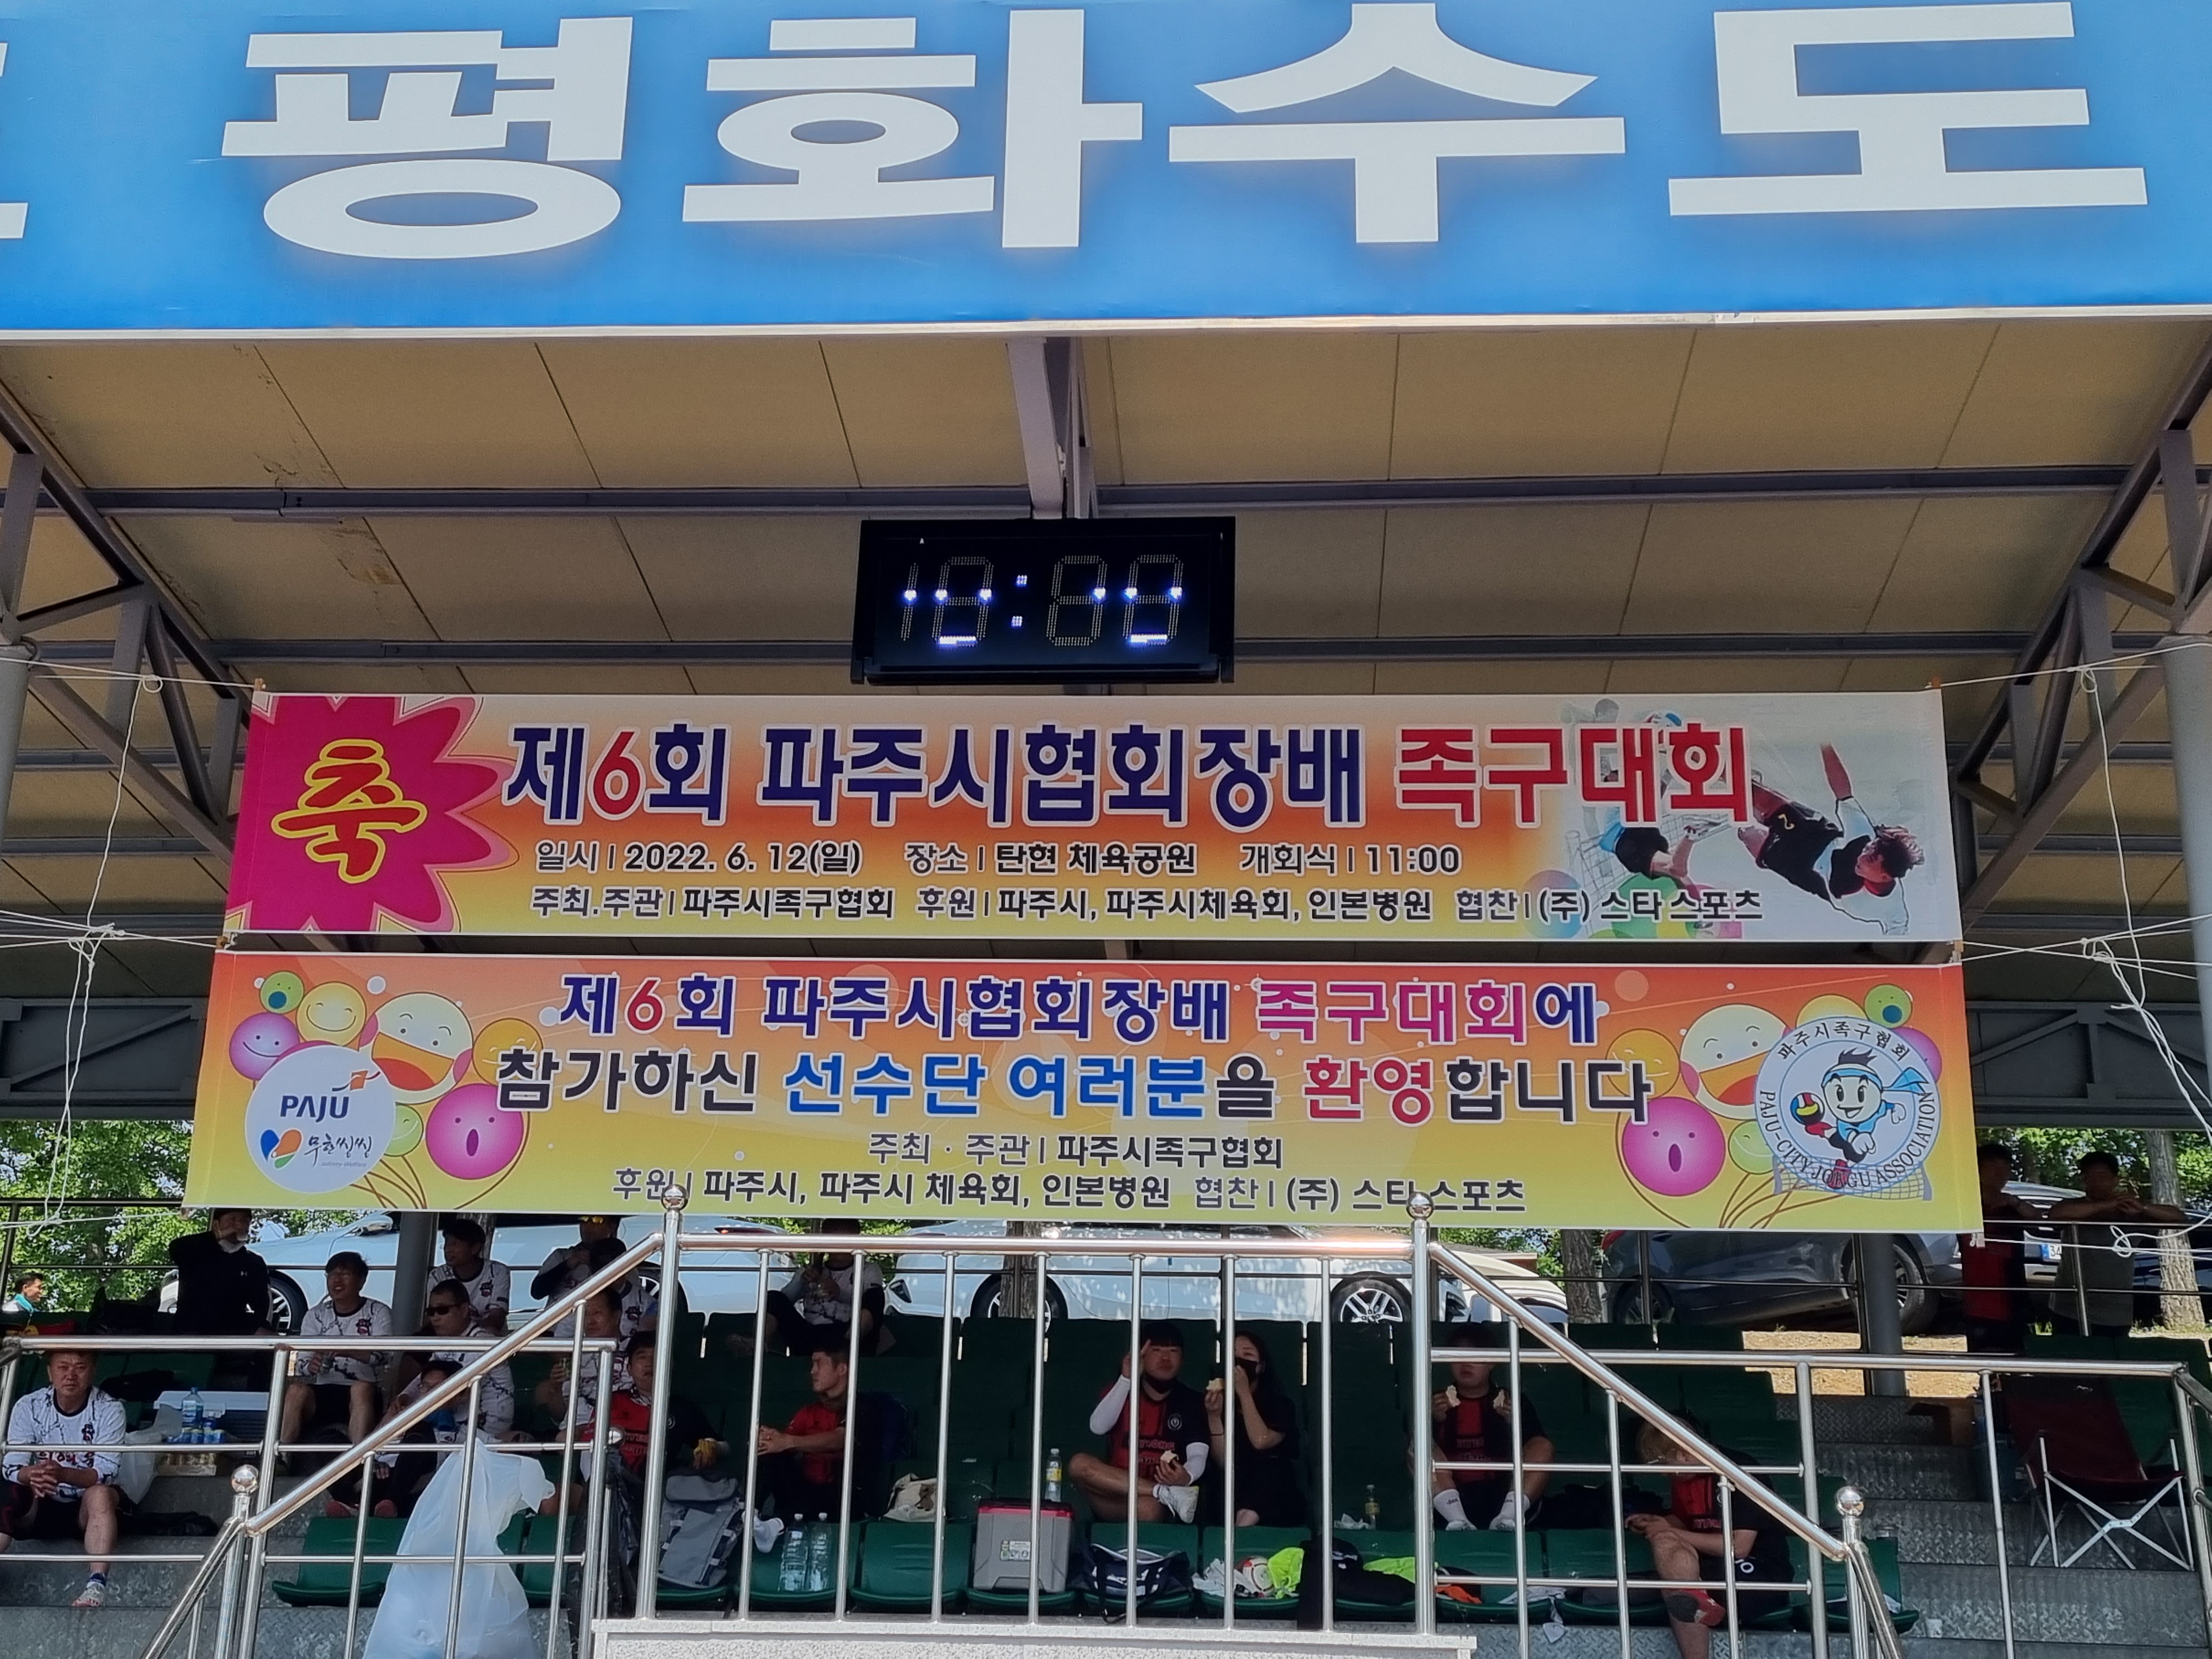 평화수도
축
제6회 파주시협회장배 족구대회
일시 | 2022. 6. 12(일) 장소 | 탄현 체육공원 개회식 | 11:00
주최.주관 | 파주시족구협회 후원 | 파주시, 파주시체육회, 인본병원 협찬 | (주) 스타스포츠
제6회 파주시협회장배 족구대회에
참가하신 선수단 여러분을 환영합니다
주최 · 주관 | 파주시족구협회
후원 | 파주시, 파주시 체육회, 인본병원 협찬 | (주) 스타스포츠
PAJU
무한씽씽
파주시족구협회
PAJU-CITY JOKGU ASSOCIATION